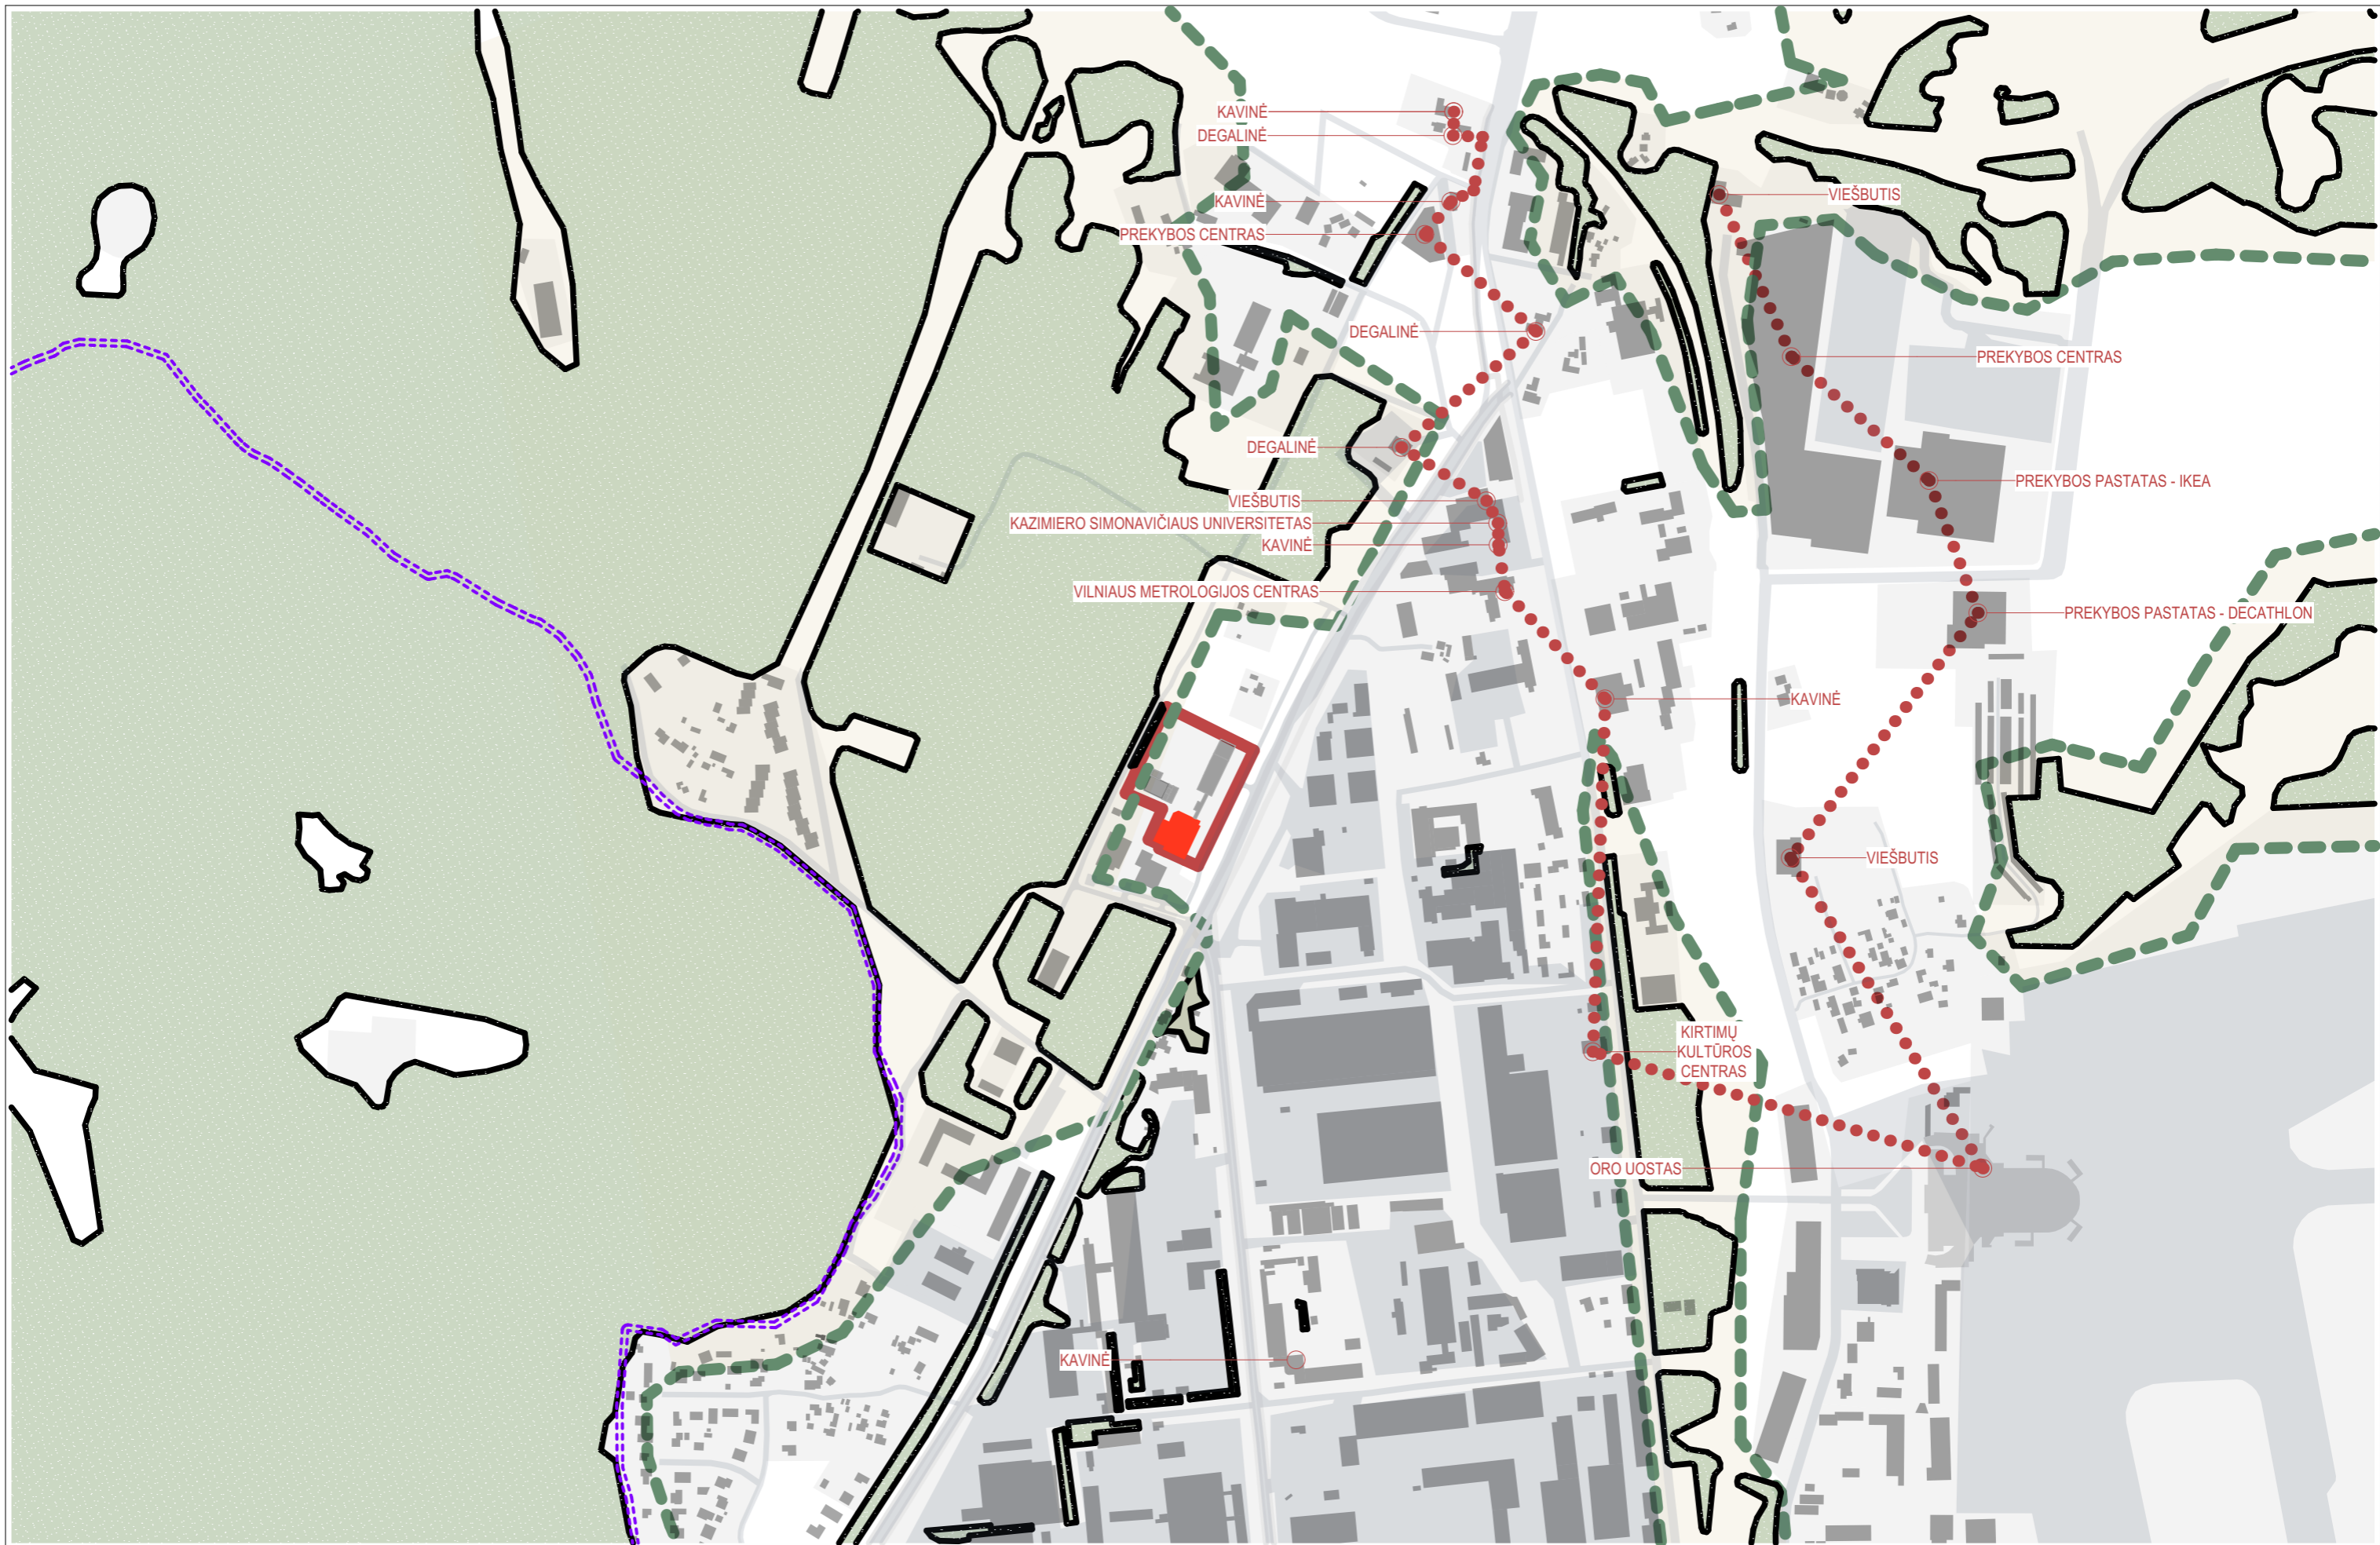 KAVINĖ
DEGALINĖ
VIEŠBUTIS
KAVINĖ
PREKYBOS CENTRAS
DEGALINĖ
PREKYBOS CENTRAS
DEGALINĖ
PREKYBOS PASTATAS - IKEA
VIEŠBUTIS
KAZIMIERO SIMONAVIČIAUS UNIVERSITETAS
KAVINĖ
VILNIAUS METROLOGIJOS CENTRAS
PREKYBOS PASTATAS - DECATHLON
KAVINĖ
VIEŠBUTIS
KIRTIMŲ
KULTŪROS
CENTRAS
ORO UOSTAS
KAVINĖ